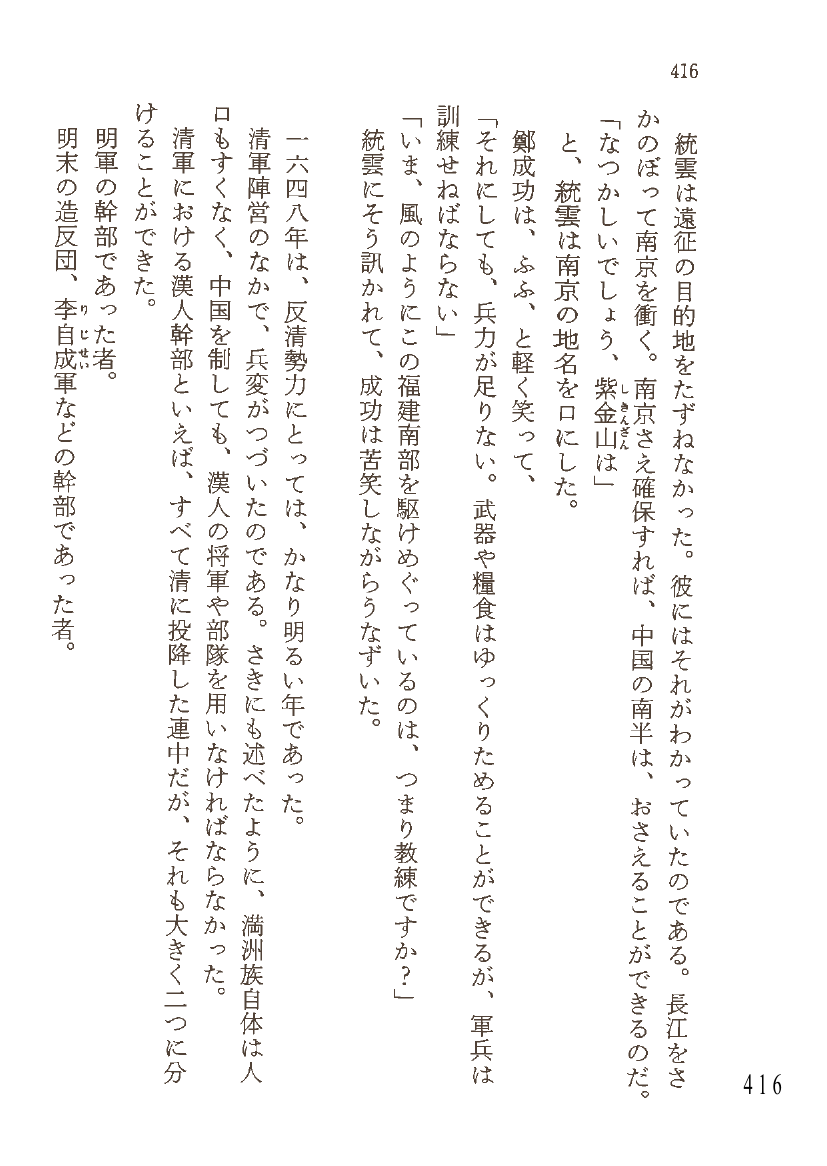 416
統雲は遠征の目的地をたずねなかった。彼にはそれがわかっていたのである。長江をさ
かのぼって南京を衝く。南京さえ確保すれば、中国の南半は、おさえることができるのだ。
「なつかしいでしょう、紫金山は」
しきんざん
と、統雲は南京の地名を口にした。
鄭成功は、ふふ、と軽く笑って、
「それにしても、兵力が足りない。武器や糧食はゆっくりためることができるが、軍兵は
訓練せねばならない」
「いま、風のようにこの福建南部を駆けめぐっているのは、つまり教練ですか?」
統雲にそう訊かれて、成功は苦笑しながらうなずいた。
一六四八年は、反清勢力にとっては、かなり明るい年であった。
清軍陣営のなかで、兵変がつづいたのである。さきにも述べたように、満洲族自体は人
口もすくなく、中国を制しても、漢人の将軍や部隊を用いなければならなかった。
清軍における漢人幹部といえば、すべて清に投降した連中だが、それも大きく二つに分
けることができた。
明軍の幹部であった者。
明末の造反団、李自成軍などの幹部であった者。
りじせい
416